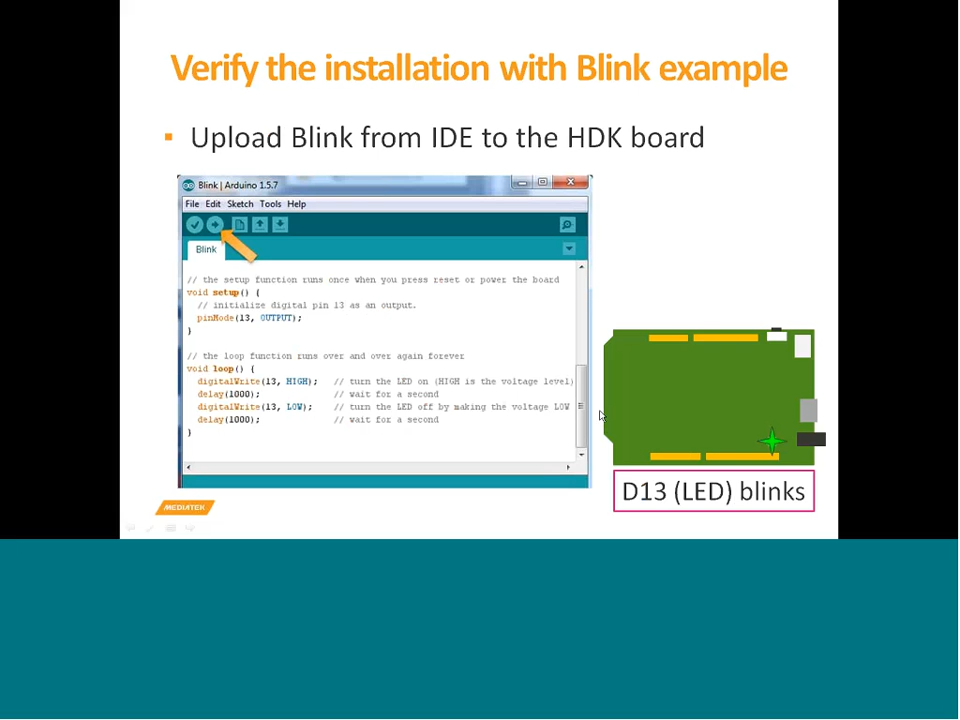 Verify the installation with Blink example
▪ Upload Blink from IDE to the HDK board
Blink | Arduino 1.5.7
File Edit Sketch Tools Help
Blink
// the setup function runs once when you press reset or power the board
void setup() {
// initialize digital pin 13 as an output.
pinMode(13, OUTPUT);
}
// the loop function runs over and over again forever
void loop() {
digitalWrite(13, HIGH); // turn the LED on (HIGH is the voltage level)
delay(1000); // wait for a second
digitalWrite(13, LOW); // turn the LED off by making the voltage LOW
delay(1000); // wait for a second
}
D13 (LED) blinks
MEDIATEK